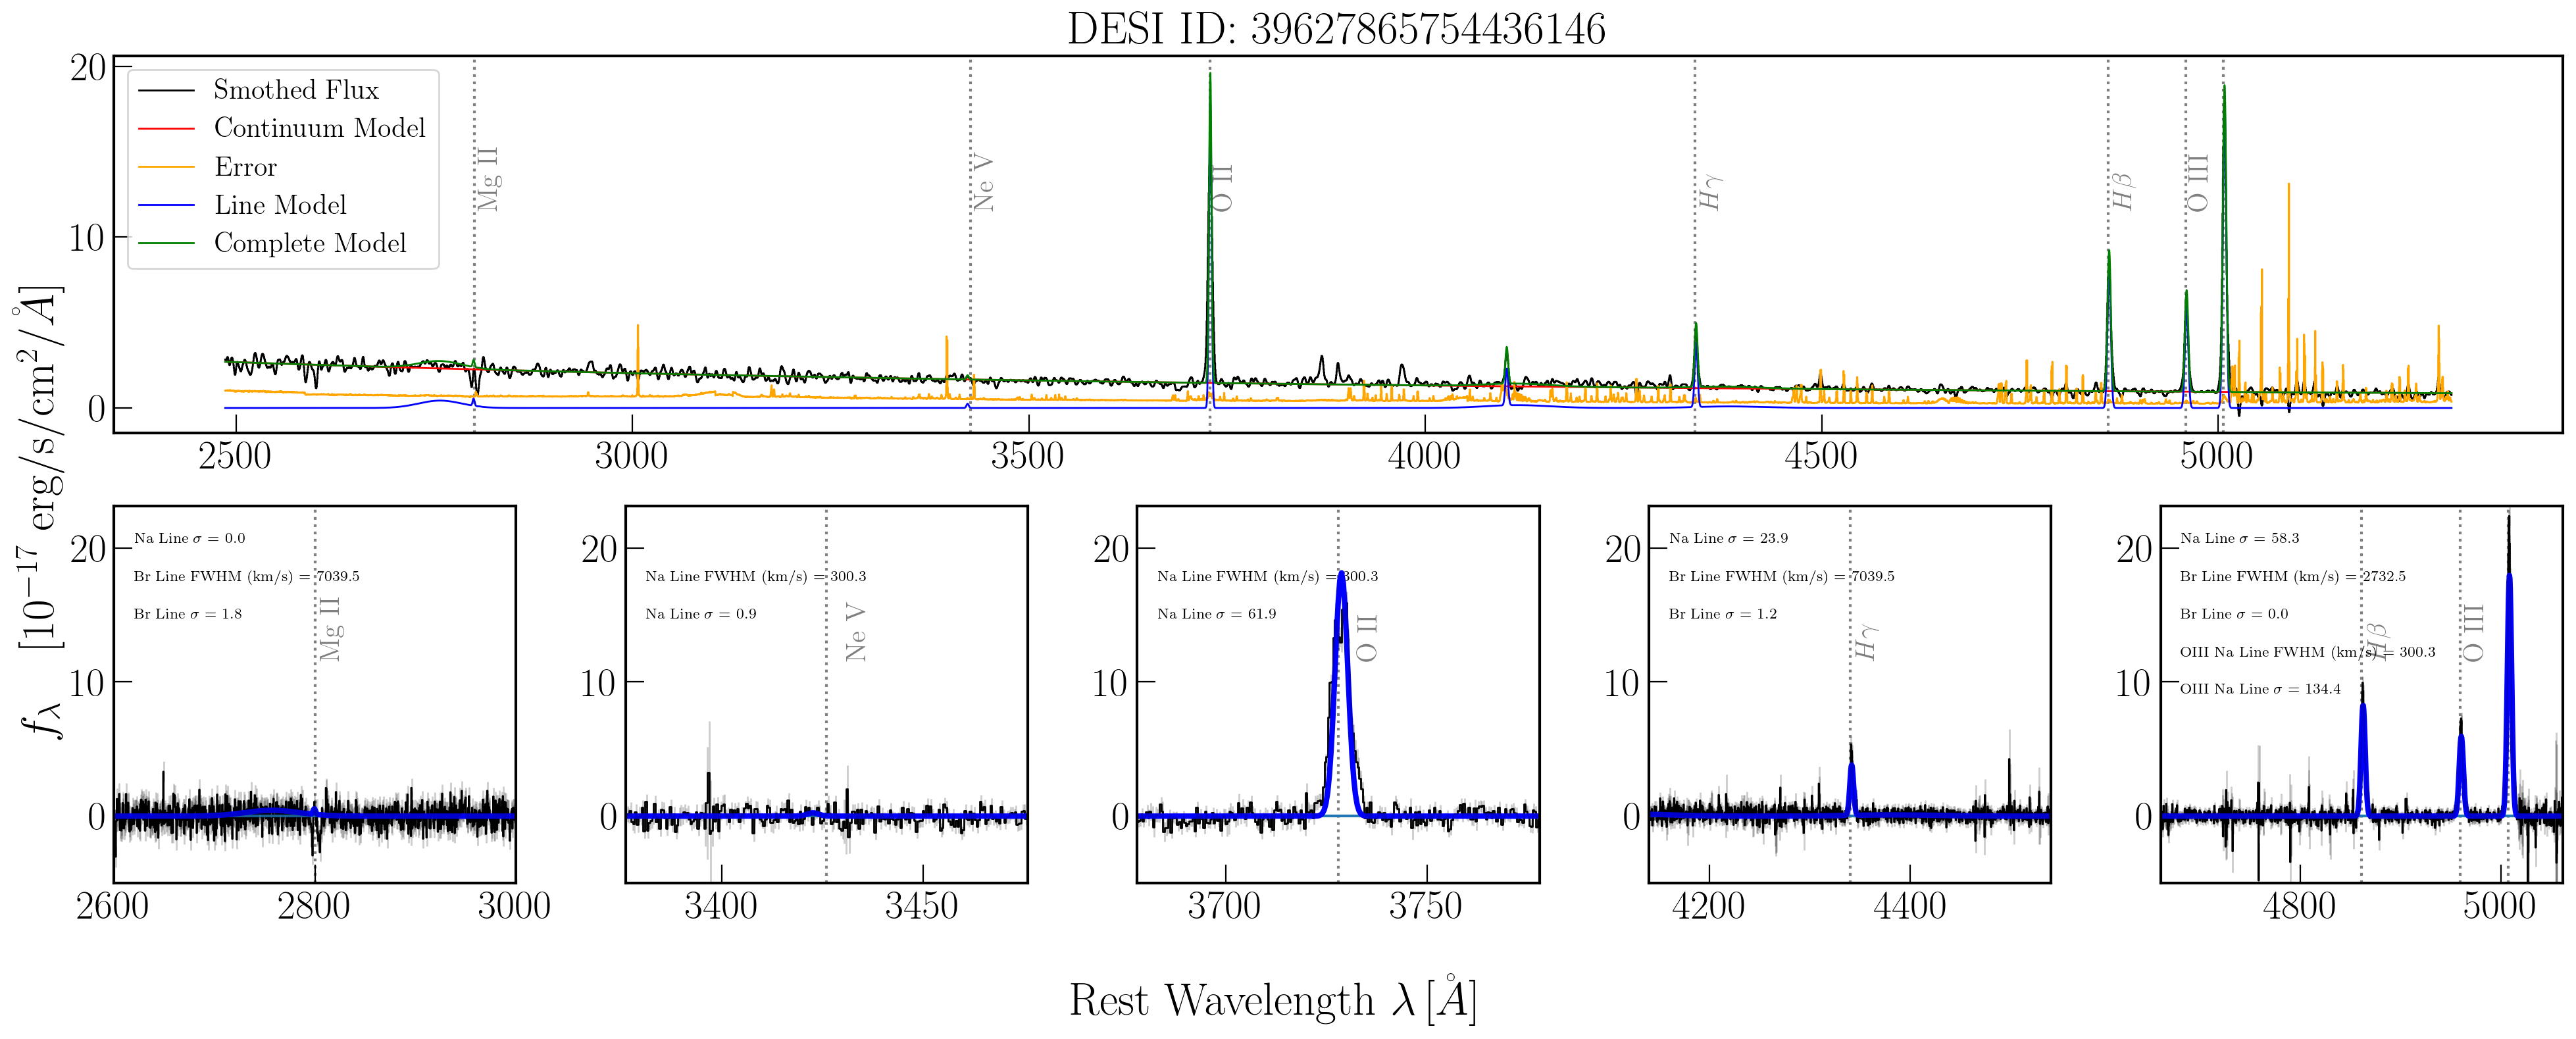 DESI ID: 39627865754436146
20
10
0
Smothed Flux
Continuum Model
Error
Line Model
Complete Model
Mg II
Ne V
O II
Hγ
Hβ
O III
2500 3000 3500 4000 4500 5000
f_λ [10^{-17} erg/s/cm^2/Å]
20
10
0
Na Line σ = 0.0
Br Line FWHM (km/s) = 7039.5
Br Line σ = 1.8
Mg II
2600 2800 3000
20
10
0
Na Line FWHM (km/s) = 300.3
Na Line σ = 0.9
Ne V
3400 3450
20
10
0
Na Line FWHM (km/s) = 300.3
Na Line σ = 61.9
O II
3700 3750
20
10
0
Na Line σ = 23.9
Br Line FWHM (km/s) = 7039.5
Br Line σ = 1.2
Hγ
4200 4400
20
10
0
Na Line σ = 58.3
Br Line FWHM (km/s) = 2732.5
Br Line σ = 0.0
OIII Na Line FWHM (km/s) = 300.3
OIII Na Line σ = 134.4
Hβ
O III
4800 5000
Rest Wavelength λ [Å]